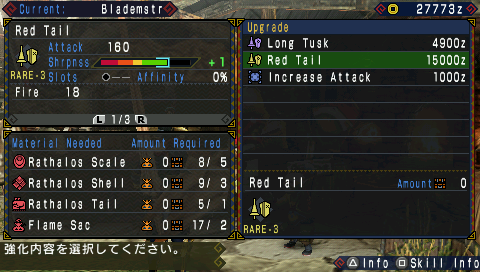 Current: Blademstr
27773z
Red Tail
Attack 160
Shrpnss +1
RARE-3 Slots ●-- Affinity 0%
Fire 18
L 1/3 R
Upgrade
Long Tusk 4900z
Red Tail 15000z
Increase Attack 1000z
Material Needed Amount Required
Rathalos Scale 0 8/ 5
Rathalos Shell 0 9/ 3
Rathalos Tail 0 5/ 1
Flame Sac 0 17/ 2
Red Tail Amount 0
RARE-3
強化内容を選択してください。
△ Info □ Skill Info